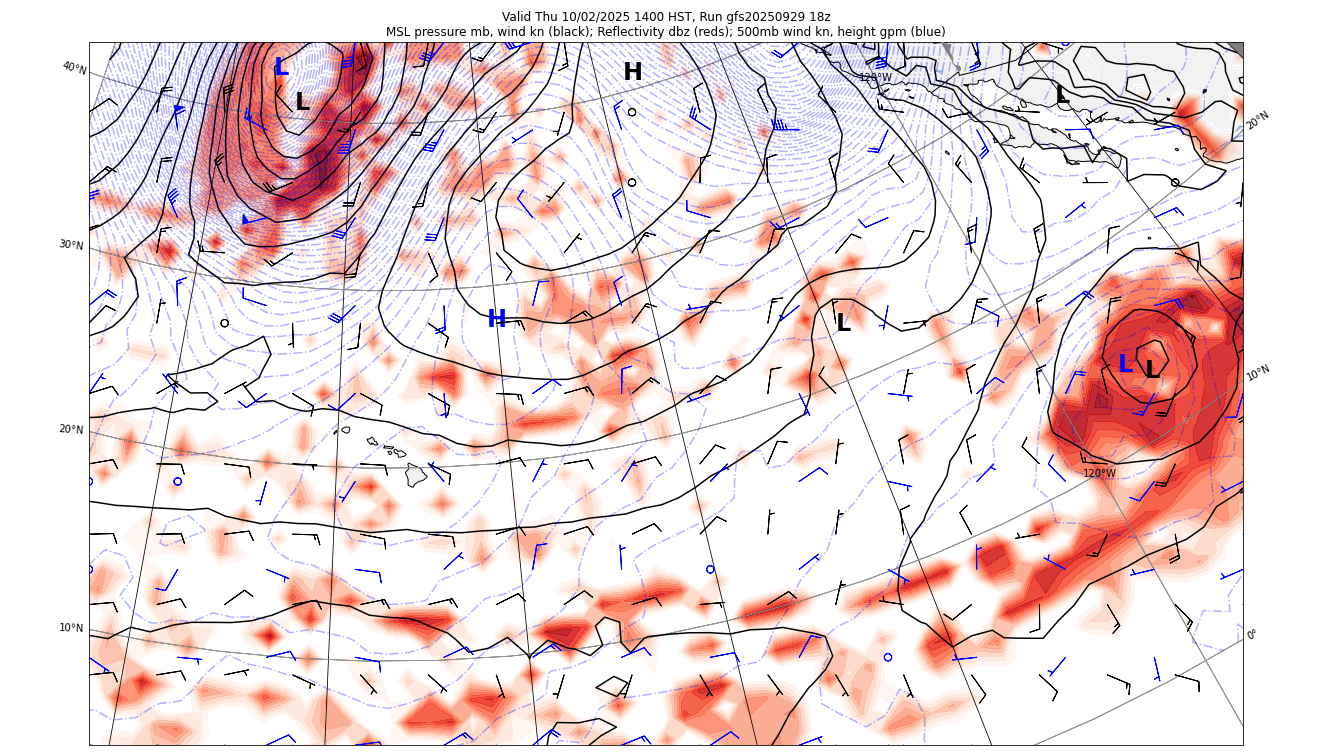 Valid Thu 10/02/2025 1400 HST, Run gfs20250929 18z
MSL pressure mb, wind kn (black); Reflectivity dbz (reds); 500mb wind kn, height gpm (blue)
40°N
L
L
H
120°W
L
20°N
30°N
H
L
L
L
10°N
20°N
120°W
10°N
0°